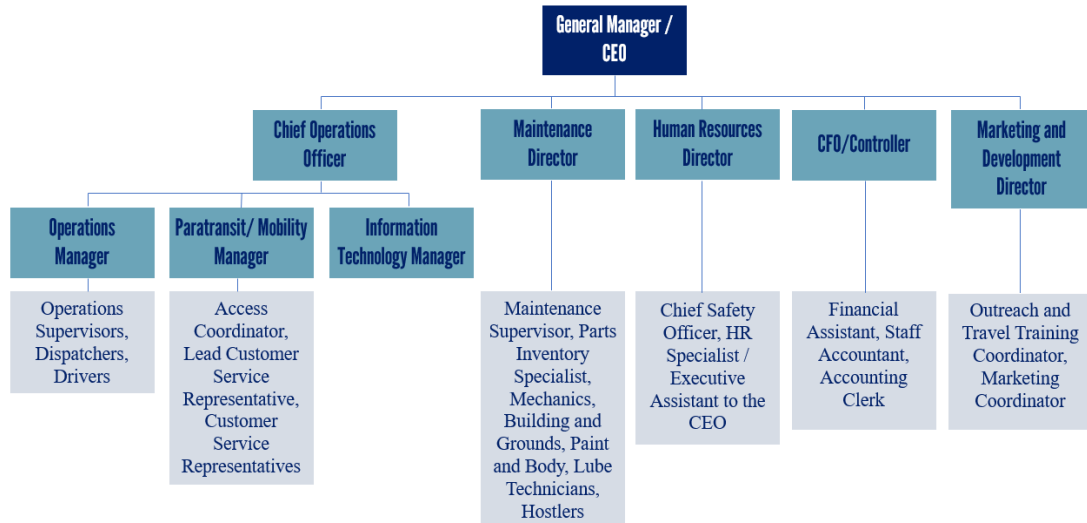 General Manager /
CEO
Chief Operations
Officer
Maintenance
Director
Human Resources
Director
CFO/Controller
Marketing and
Development
Director
Operations
Manager
Paratransit/ Mobility
Manager
Information
Technology Manager
Operations
Supervisors,
Dispatchers,
Drivers
Access
Coordinator,
Lead Customer
Service
Representative,
Customer
Service
Representatives
Maintenance
Supervisor, Parts
Inventory
Specialist,
Mechanics,
Building and
Grounds, Paint
and Body, Lube
Technicians,
Hostlers
Chief Safety
Officer, HR
Specialist /
Executive
Assistant to the
CEO
Financial
Assistant, Staff
Accountant,
Accounting
Clerk
Outreach and
Travel Training
Coordinator,
Marketing
Coordinator